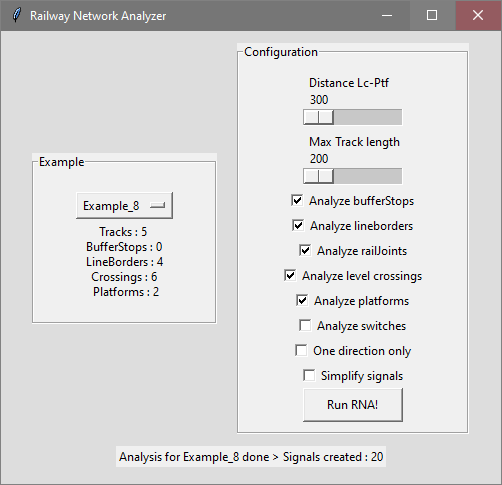 Railway Network Analyzer
Example
Example_8
Tracks : 5
BufferStops : 0
LineBorders : 4
Crossings : 6
Platforms : 2
Configuration
Distance Lc-Ptf
300
Max Track length
200
Analyze bufferStops
Analyze lineborders
Analyze railJoints
Analyze level crossings
Analyze platforms
Analyze switches
One direction only
Simplify signals
Run RNA!
Analysis for Example_8 done > Signals created : 20